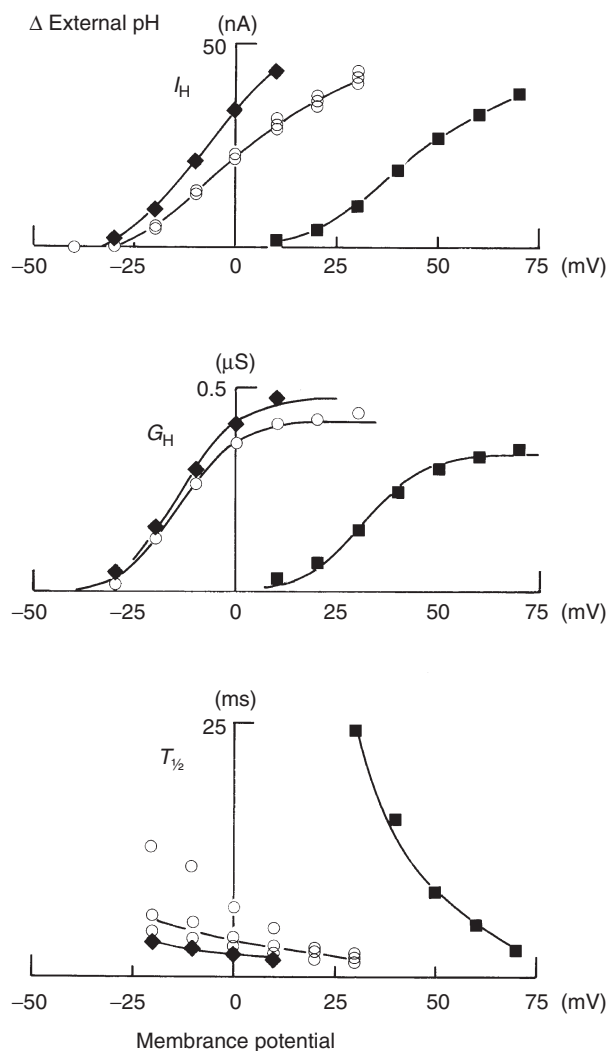 Δ External pH (nA)
50
I_H
−50 −25 0 25 50 75 (mV)
(μS)
0.5
G_H
−50 −25 0 25 50 75 (mV)
(ms)
25
T_½
−50 −25 0 25 50 75 (mV)
Membrance potential